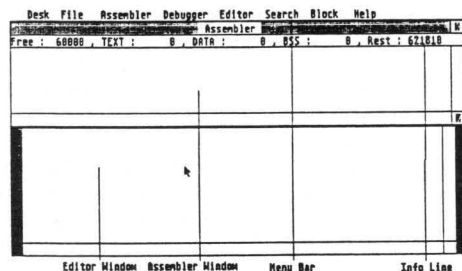 Desk File Assembler Debugger Editor Search Block Help
Assembler
Free : 60000 , TEXT : 0 , DATA : 0 , BSS : 0 , Rest : 671810
Editor Window Assembler Window Menu Bar Info Line